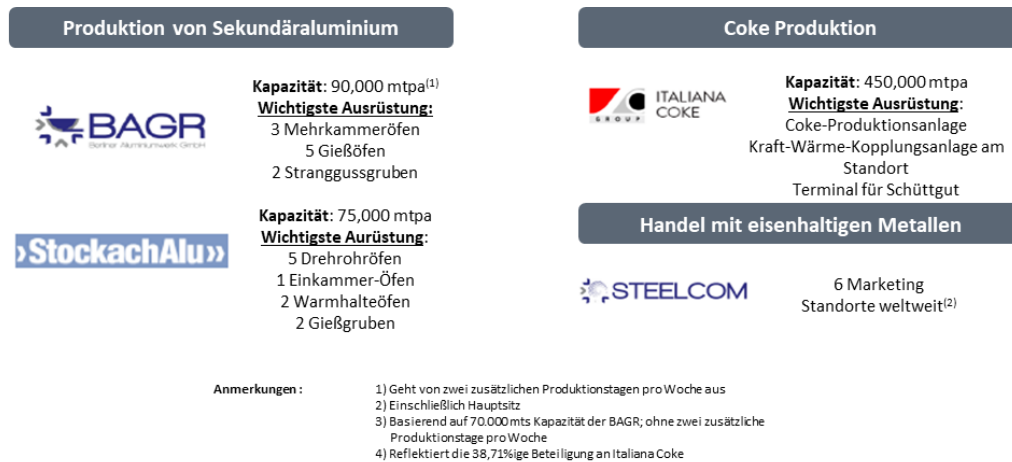 Produktion von Sekundäraluminium
BAGR
Berliner Aluminiumwerk GmbH
Kapazität: 90,000 mtpa(1)
Wichtigste Ausrüstung:
3 Mehrkammeröfen
5 Gießöfen
2 Stranggussgruben
›StockachAlu››
Kapazität: 75,000 mtpa
Wichtigste Aurüstung:
5 Drehrohröfen
1 Einkammer-Öfen
2 Warmhalteöfen
2 Gießgruben
Coke Produktion
GROUP
ITALIANA
COKE
Kapazität: 450,000 mtpa
Wichtigste Ausrüstung:
Coke-Produktionsanlage
Kraft-Wärme-Kopplungsanlage am
Standort
Terminal für Schüttgut
Handel mit eisenhaltigen Metallen
STEELCOM
6 Marketing
Standorte weltweit(2)
Anmerkungen :
1) Geht von zwei zusätzlichen Produktionstagen pro Woche aus
2) Einschließlich Hauptsitz
3) Basierend auf 70.000 mts Kapazität der BAGR; ohne zwei zusätzliche
Produktionstage pro Woche
4) Reflektiert die 38,71%ige Beteiligung an Italiana Coke